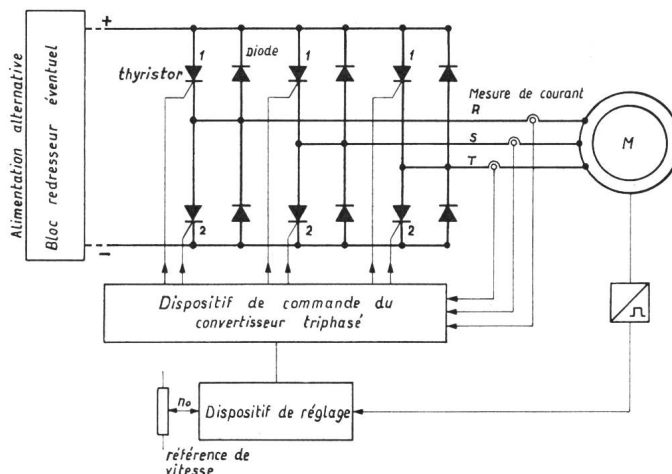 Alimentation alternative
Bloc redresseur éventuel
+
−
1
thyristor
Diode
1
1
Mesure de courant
R
S
T
M
2
2
2
Dispositif de commande du
convertisseur triphasé
n₀
Dispositif de réglage
référence de
vitesse